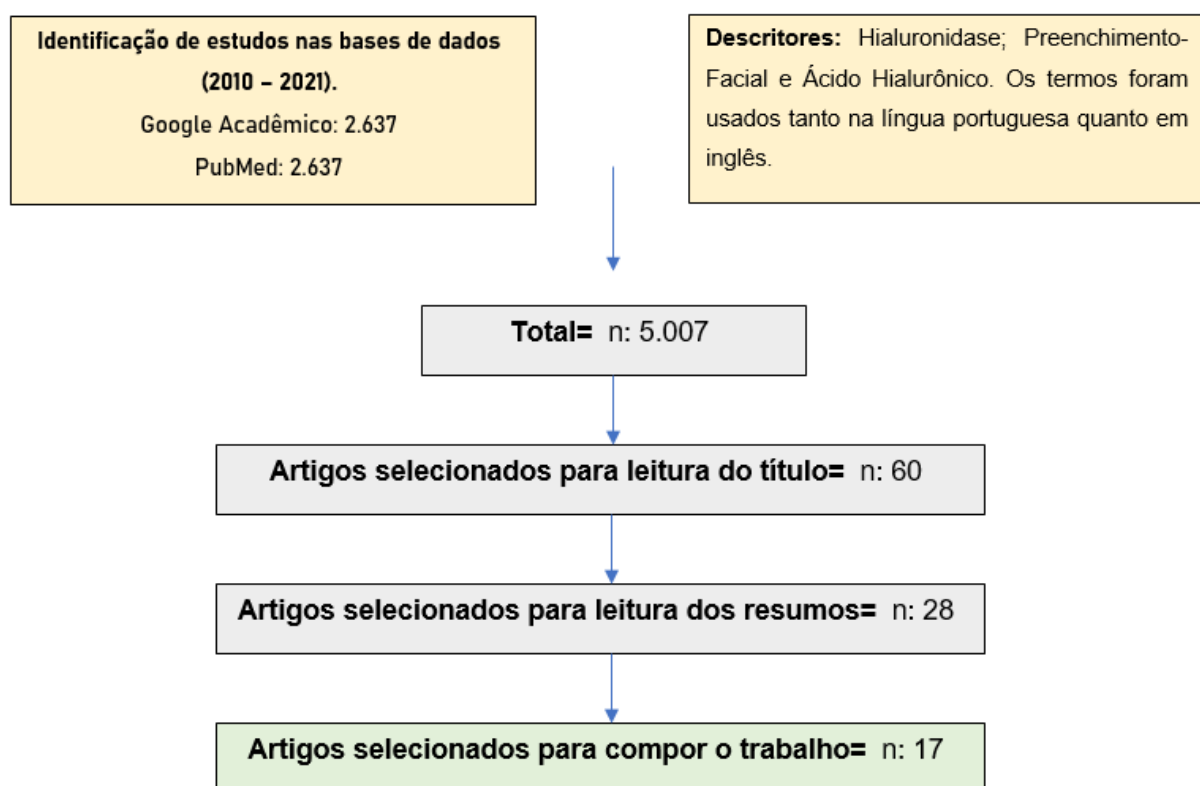 Identificação de estudos nas bases de dados
(2010 – 2021).
Google Acadêmico: 2.637
PubMed: 2.637
Descritores: Hialuronidase; Preenchimento-
Facial e Ácido Hialurônico. Os termos foram
usados tanto na língua portuguesa quanto em
inglês.
Total= n: 5.007
Artigos selecionados para leitura do título= n: 60
Artigos selecionados para leitura dos resumos= n: 28
Artigos selecionados para compor o trabalho= n: 17